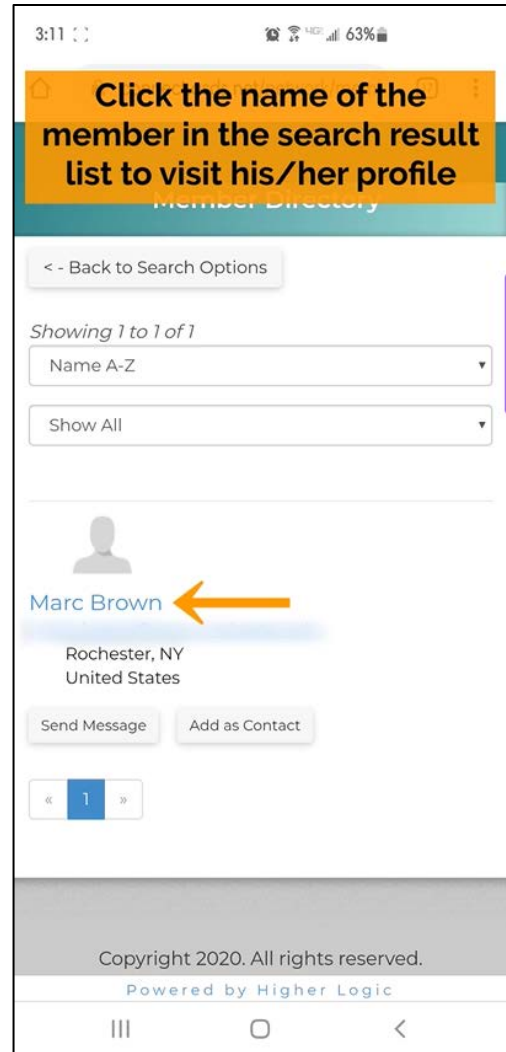 3:11
63%
Click the name of the
member in the search result
list to visit his/her profile
Member Directory
< - Back to Search Options
Showing 1 to 1 of 1
Name A-Z
Show All
Marc Brown
Rochester, NY
United States
Send Message Add as Contact
« 1 »
Copyright 2020. All rights reserved.
Powered by Higher Logic